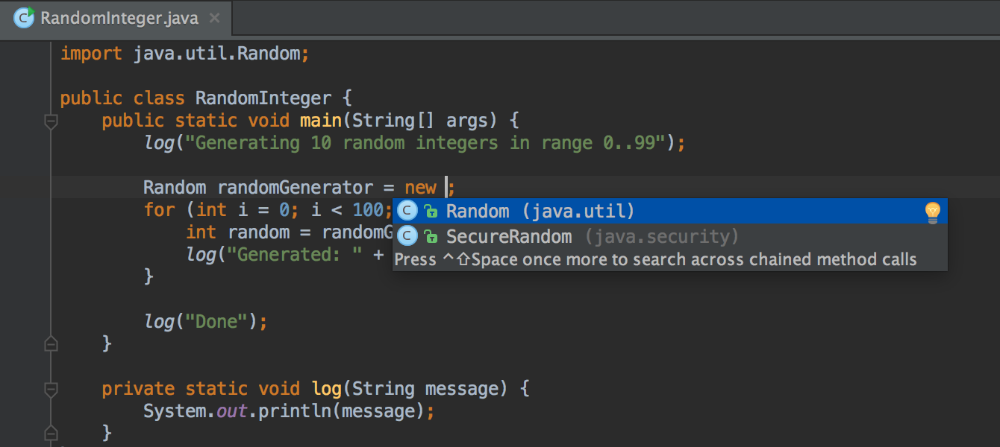 RandomInteger.java
import java.util.Random;
public class RandomInteger {
public static void main(String[] args) {
log("Generating 10 random integers in range 0..99");
Random randomGenerator = new ;
for (int i = 0; i < 100;
Random (java.util)
int random = randomG
SecureRandom (java.security)
log("Generated: " +
Press ^⇧Space once more to search across chained method calls
}
log("Done");
}
private static void log(String message) {
System.out.println(message);
}